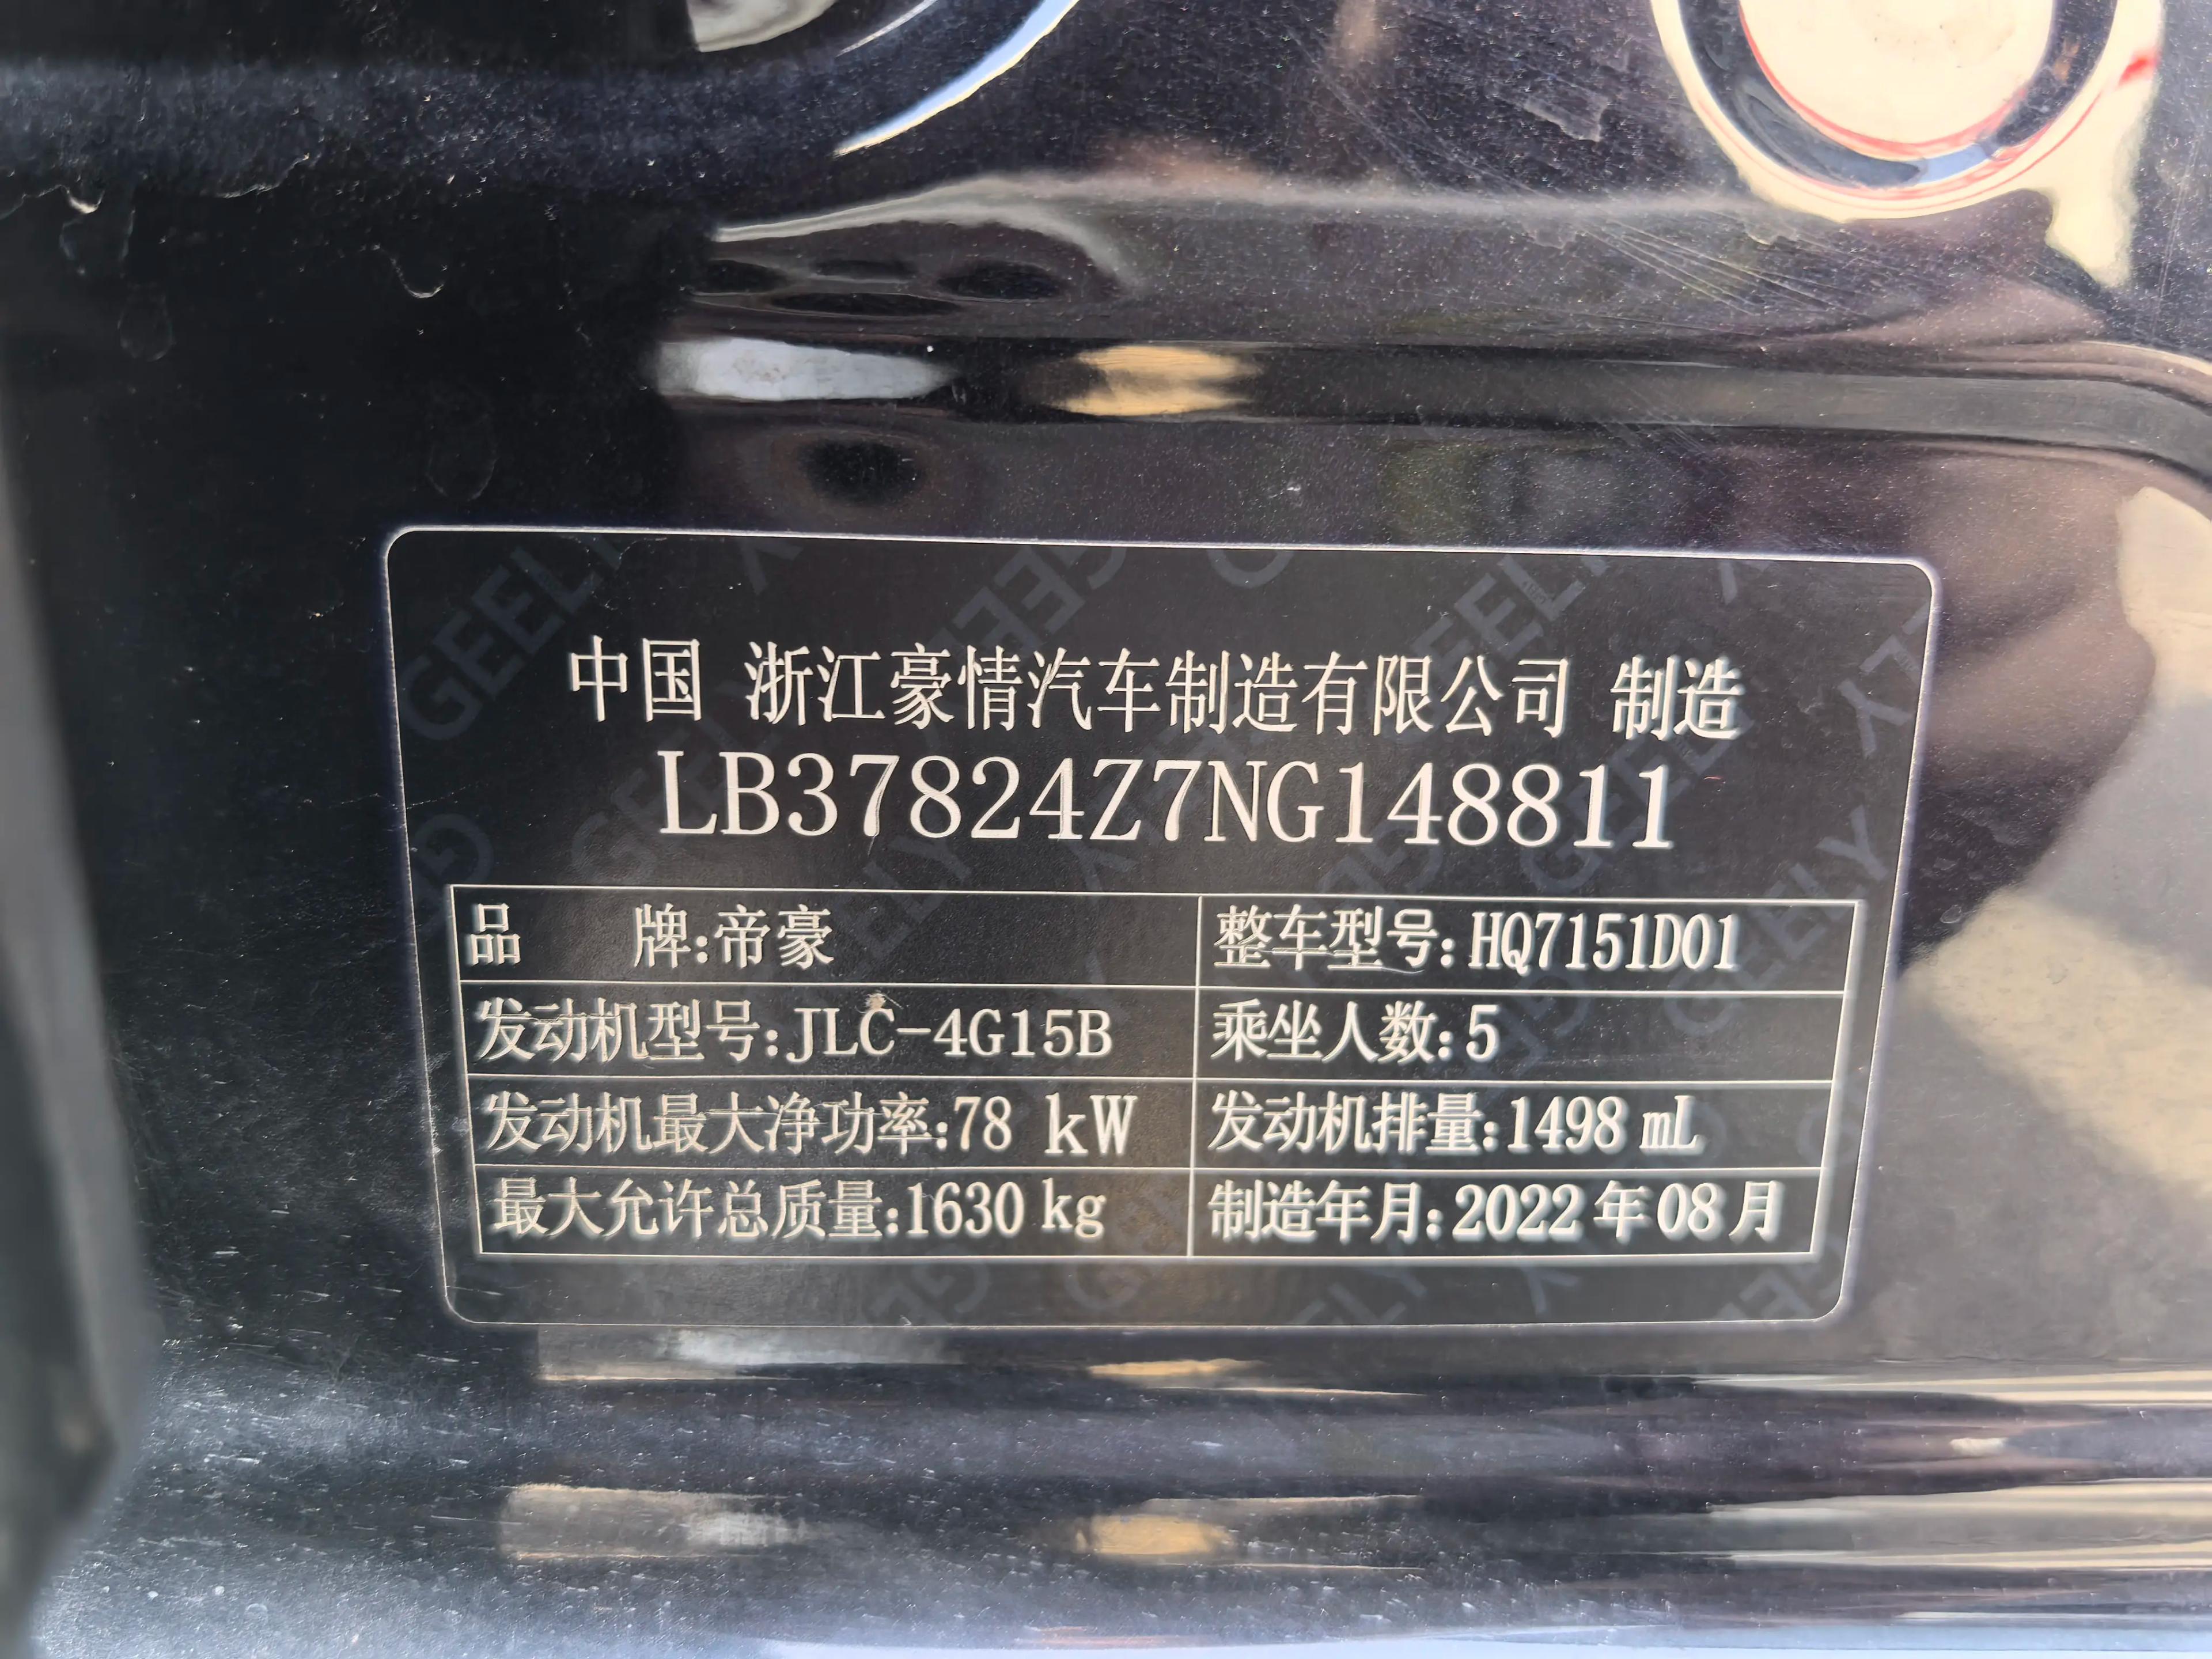 中国 浙江豪情汽车制造有限公司 制造
LB37824Z7NG148811
品 牌:帝豪 整车型号:HQ7151D01
发动机型号:JLC-4G15B 乘坐人数:5
发动机最大净功率:78 kW 发动机排量:1498 mL
最大允许总质量:1630 kg 制造年月:2022年08月